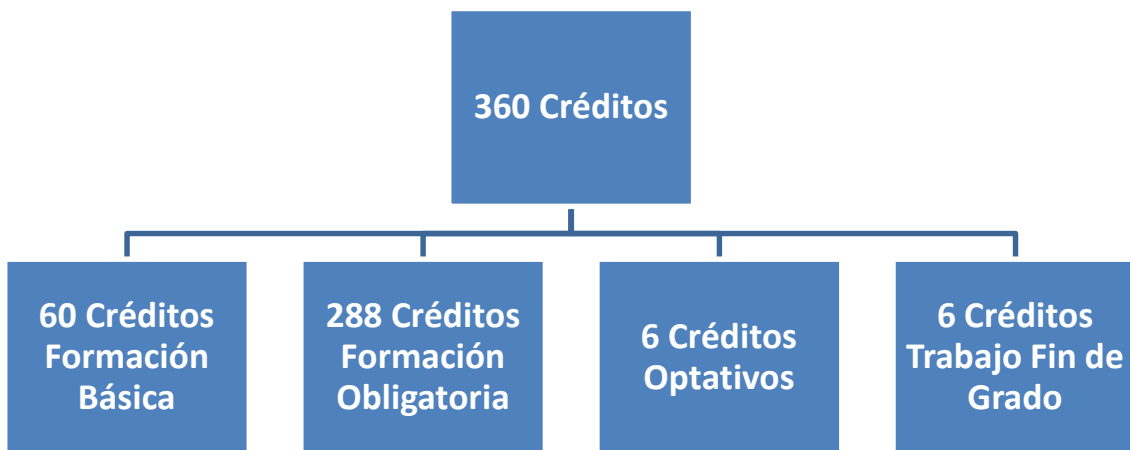 360 Créditos
60 Créditos
Formación
Básica
288 Créditos
Formación
Obligatoria
6 Créditos
Optativos
6 Créditos
Trabajo Fin de
Grado